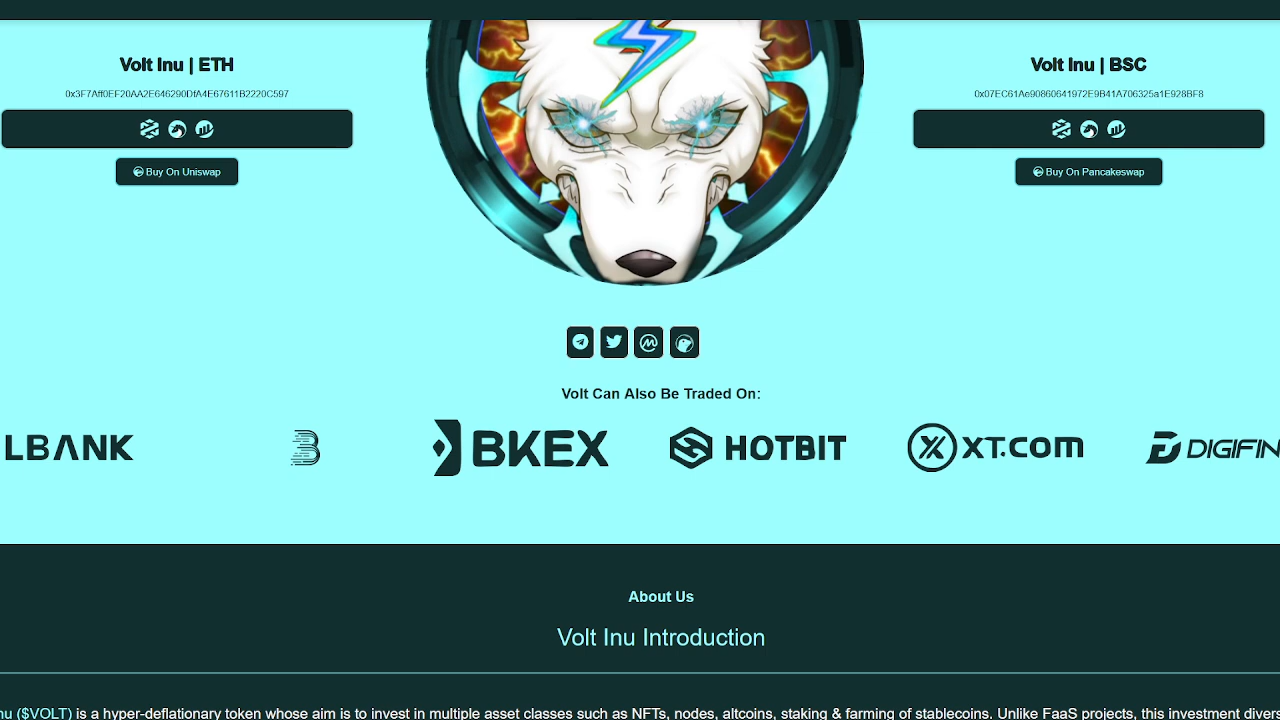 Volt Inu | ETH
0x3F7Aff0EF20AA2E646290DfA4E67611B2220C597
Buy On Uniswap
Volt Inu | BSC
0x07EC61Ae90860641972E9B41A706325a1E928BF8
Buy On Pancakeswap
Volt Can Also Be Traded On:
LBANK
BKEX
HOTBIT
XT.COM
DIGIFIN
About Us
Volt Inu Introduction
nu ($VOLT) is a hyper-deflationary token whose aim is to invest in multiple asset classes such as NFTs, nodes, altcoins, staking & farming of stablecoins. Unlike FaaS projects, this investment diver